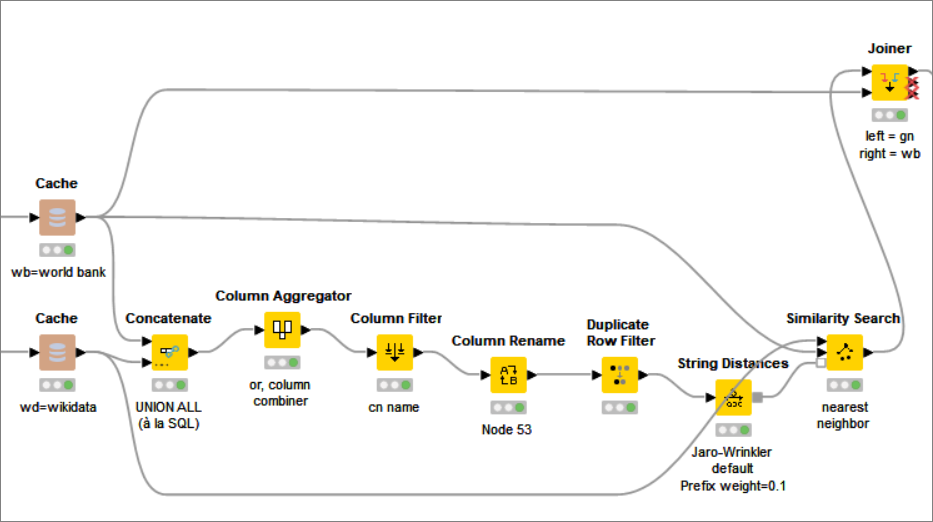 Joiner
left = gn
right = wb
Cache
wb=world bank
Cache
wd=wikidata
Concatenate
UNION ALL
(à la SQL)
Column Aggregator
or, column
combiner
Column Filter
cn name
Column Rename
Node 53
Duplicate
Row Filter
String Distances
Jaro-Wrinkler
default
Prefix weight=0.1
Similarity Search
nearest
neighbor